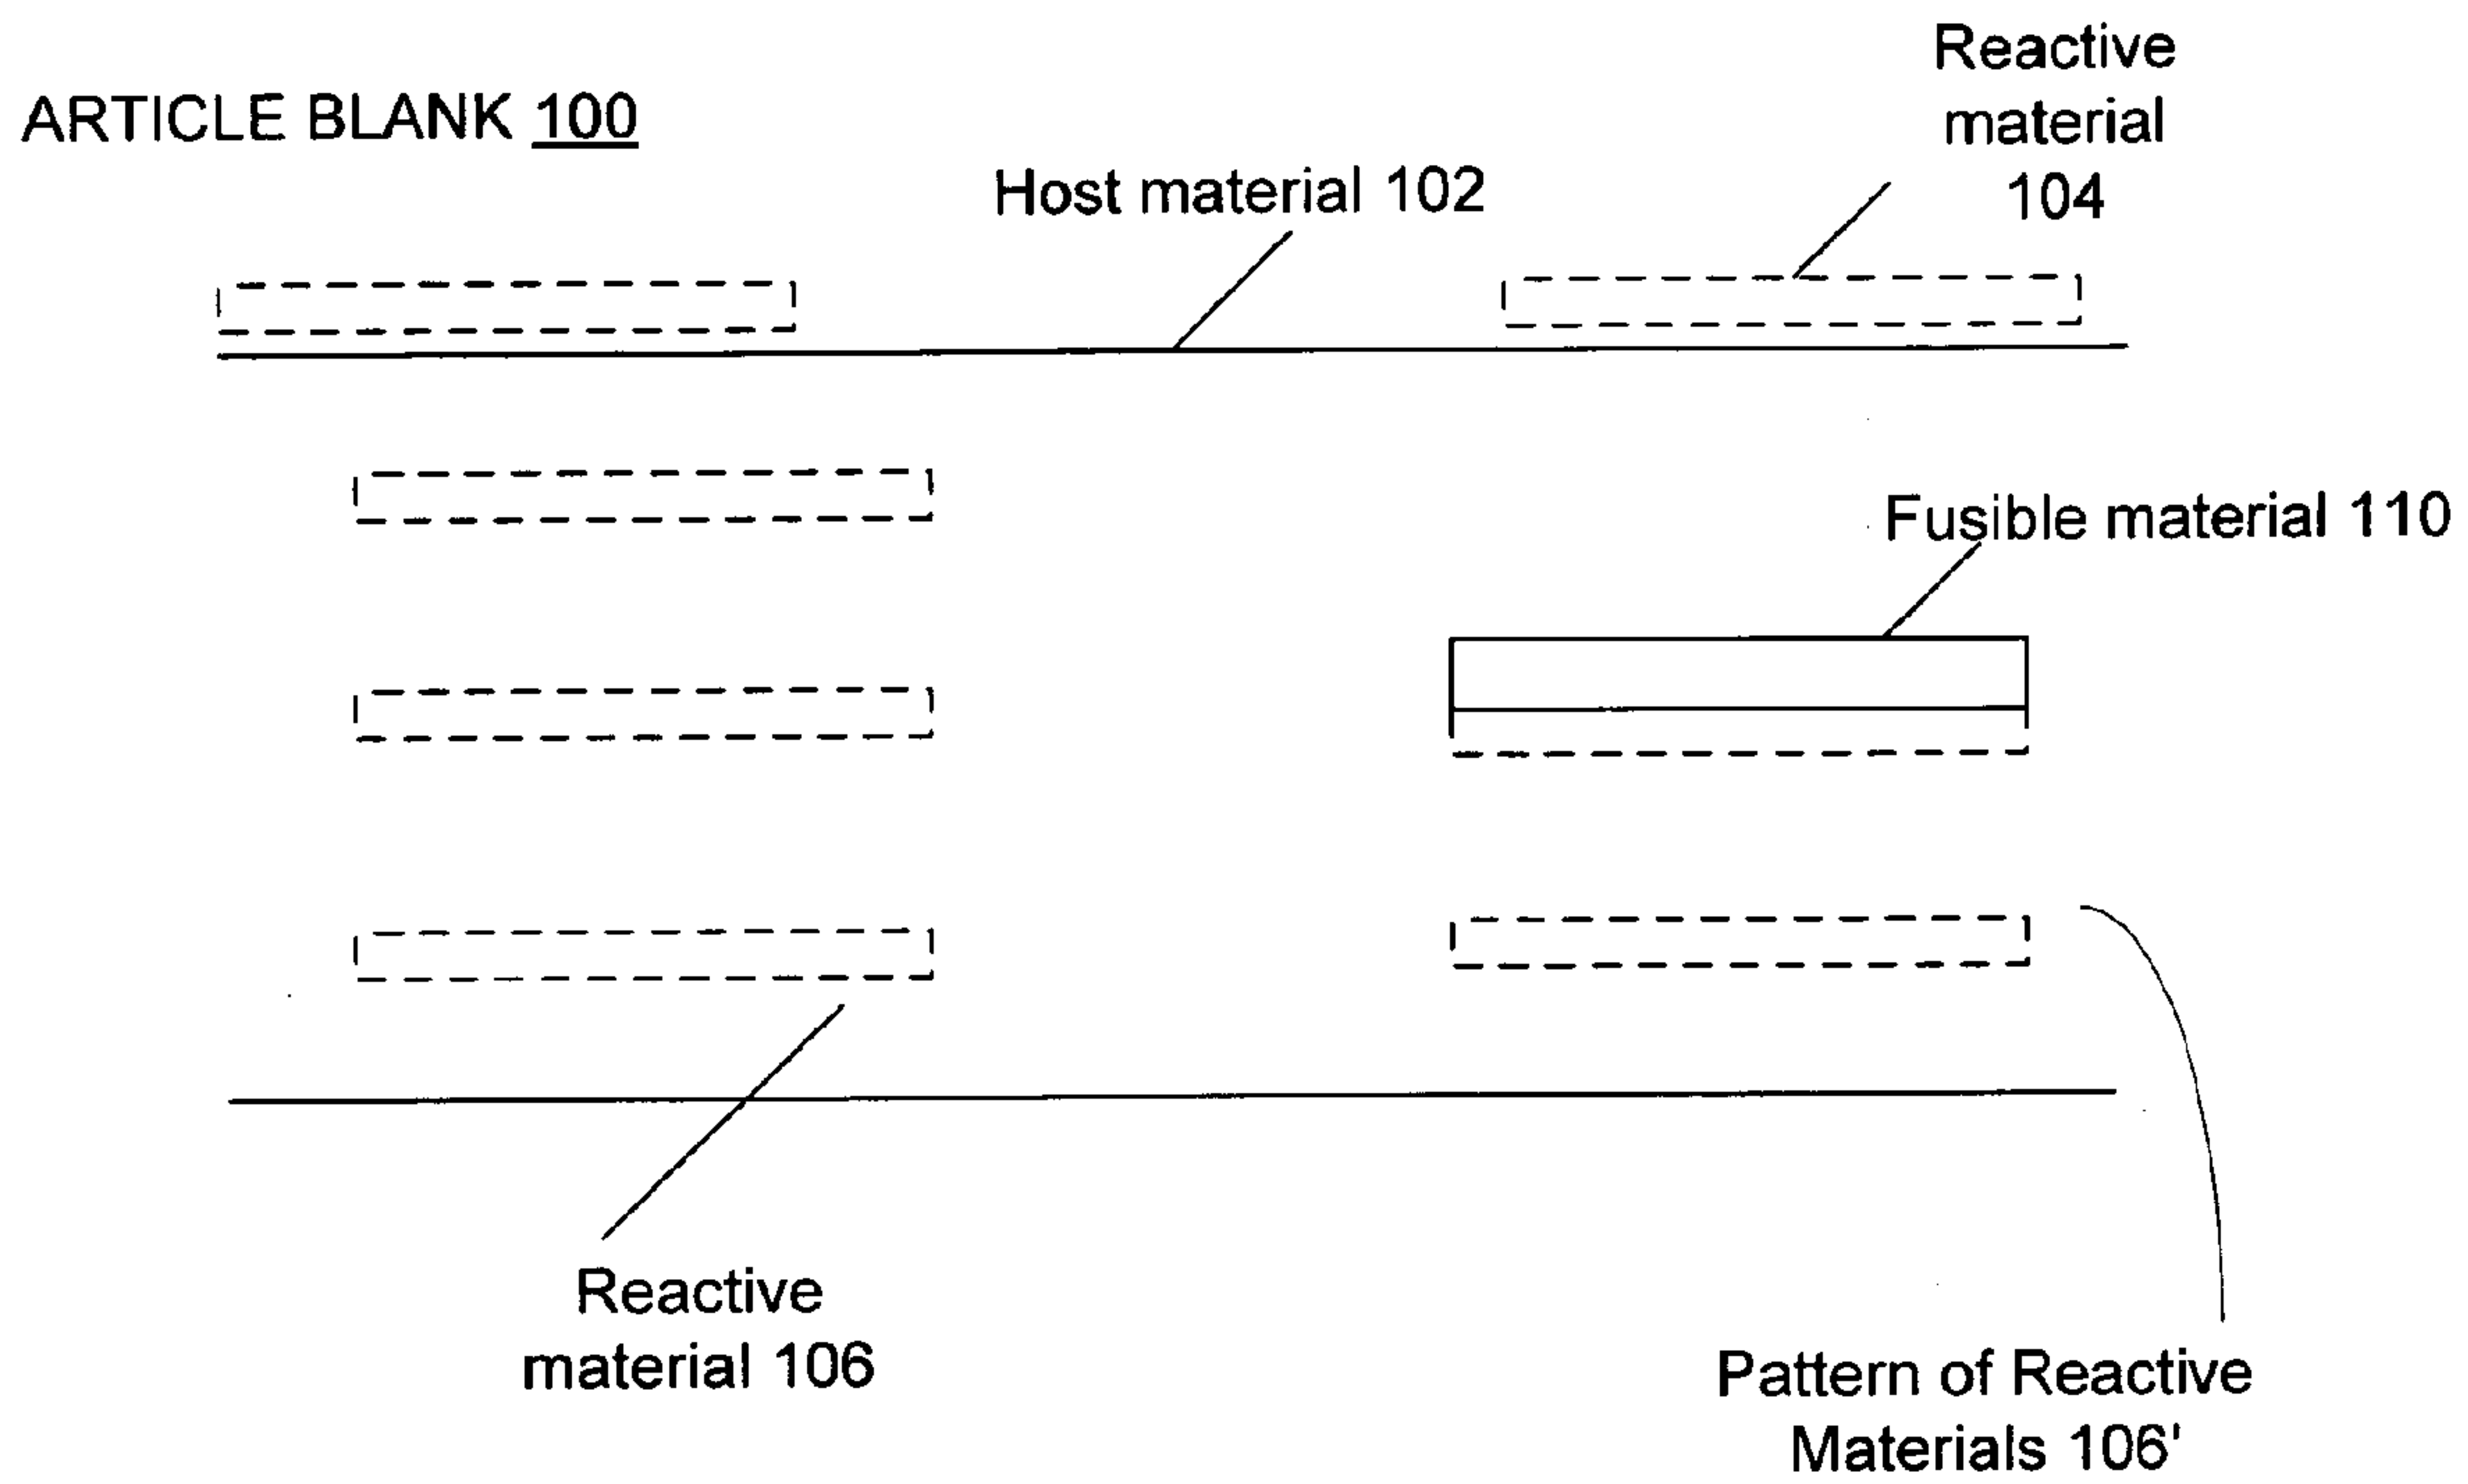 ARTICLE BLANK 100
Reactive
material
104
Host material 102
Fusible material 110
Reactive
material 106
Pattern of Reactive
Materials 106'